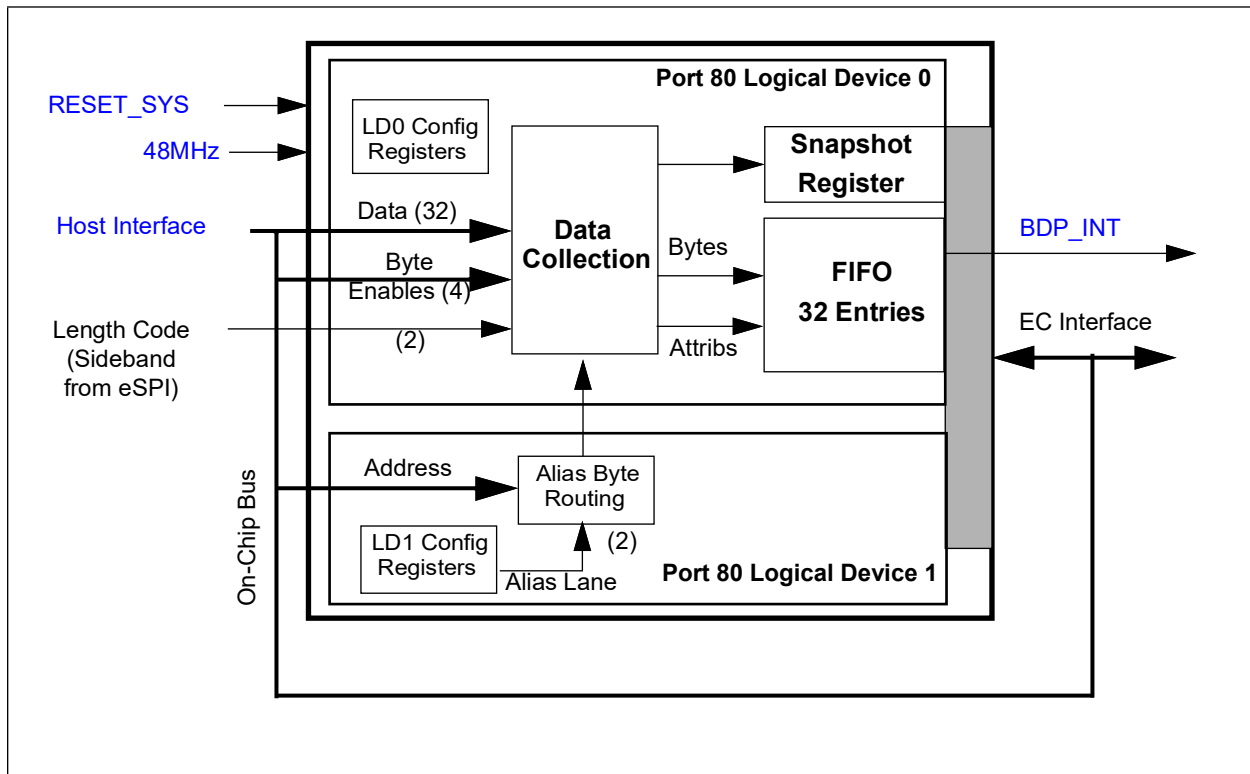 Port 80 Logical Device 0
RESET_SYS
LD0 Config
Registers
48MHz
Snapshot
Register
Data (32)
Host Interface
Data
Collection
Bytes
BDP_INT
Byte
Enables (4)
FIFO
32 Entries
Length Code
(Sideband
from eSPI)
(2)
Attribs
EC Interface
Address
Alias Byte
Routing
On-Chip Bus
LD1 Config
Registers
(2)
Alias Lane
Port 80 Logical Device 1